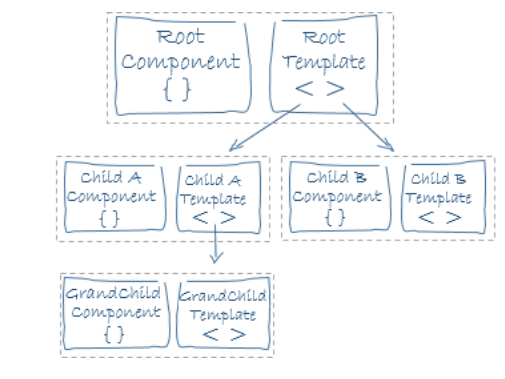 Root
Component
{ }
Root
Template
< >
Child A
Component
{ }
Child A
Template
< >
Child B
Component
{ }
Child B
Template
< >
GrandChild
Component
{ }
GrandChild
Template
< >